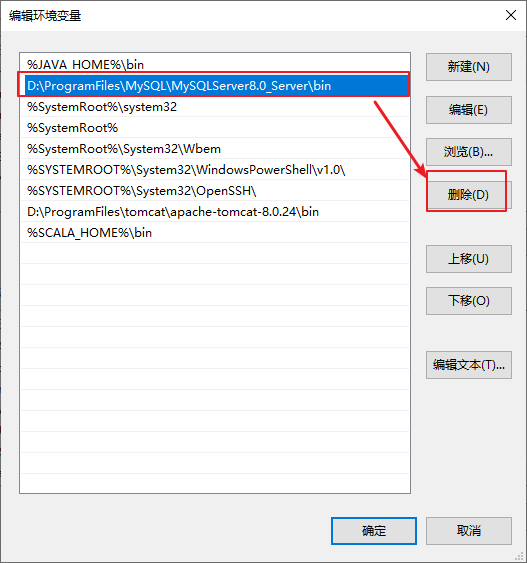 编辑环境变量
%JAVA_HOME%\bin
D:\ProgramFiles\MySQL\MySQLServer8.0_Server\bin
%SystemRoot%\system32
%SystemRoot%
%SystemRoot%\System32\Wbem
%SYSTEMROOT%\System32\WindowsPowerShell\v1.0\
%SYSTEMROOT%\System32\OpenSSH\
D:\ProgramFiles\tomcat\apache-tomcat-8.0.24\bin
%SCALA_HOME%\bin
新建(N)
编辑(E)
浏览(B)...
删除(D)
上移(U)
下移(O)
编辑文本(T)...
确定
取消